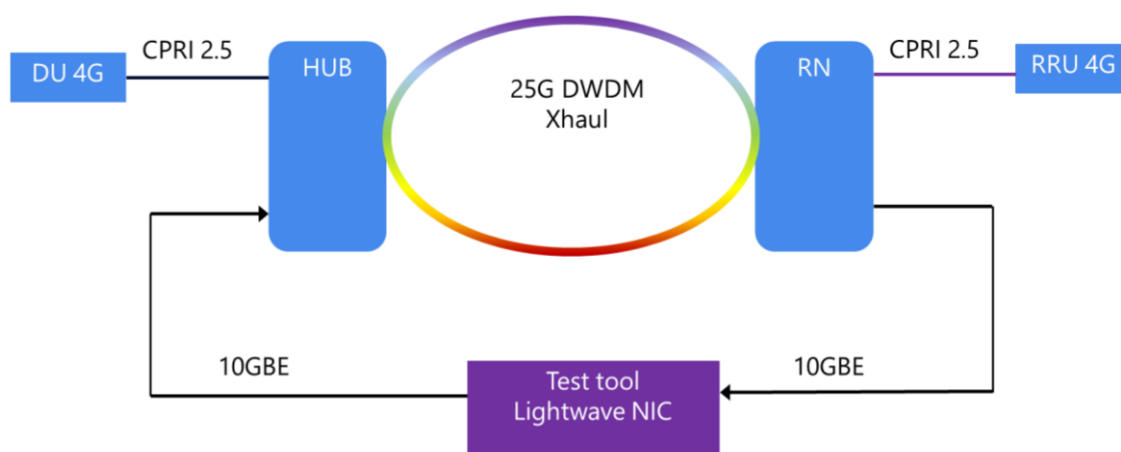 DU 4G
CPRI 2.5
HUB
25G DWDM
Xhaul
RN
CPRI 2.5
RRU 4G
10GBE
Test tool
Lightwave NIC
10GBE